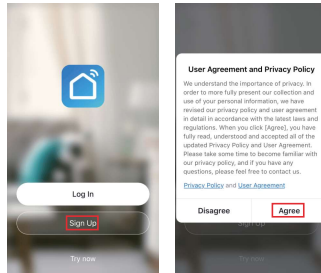 Log In
Sign Up
Try now
User Agreement and Privacy Policy
We understand the importance of privacy. In
order to more fully present our collection and
use of your personal information, we have
revised our privacy policy and user agreement
in detail in accordance with the latest laws and
regulations. When you click [Agree], you have
fully read, understood and accepted all of the
updated Privacy Policy and User Agreement.
Please take some time to become familiar with
our privacy policy, and if you have any
questions, please feel free to contact us.
Privacy Policy and User Agreement
Disagree Agree
Sign Up
Try now